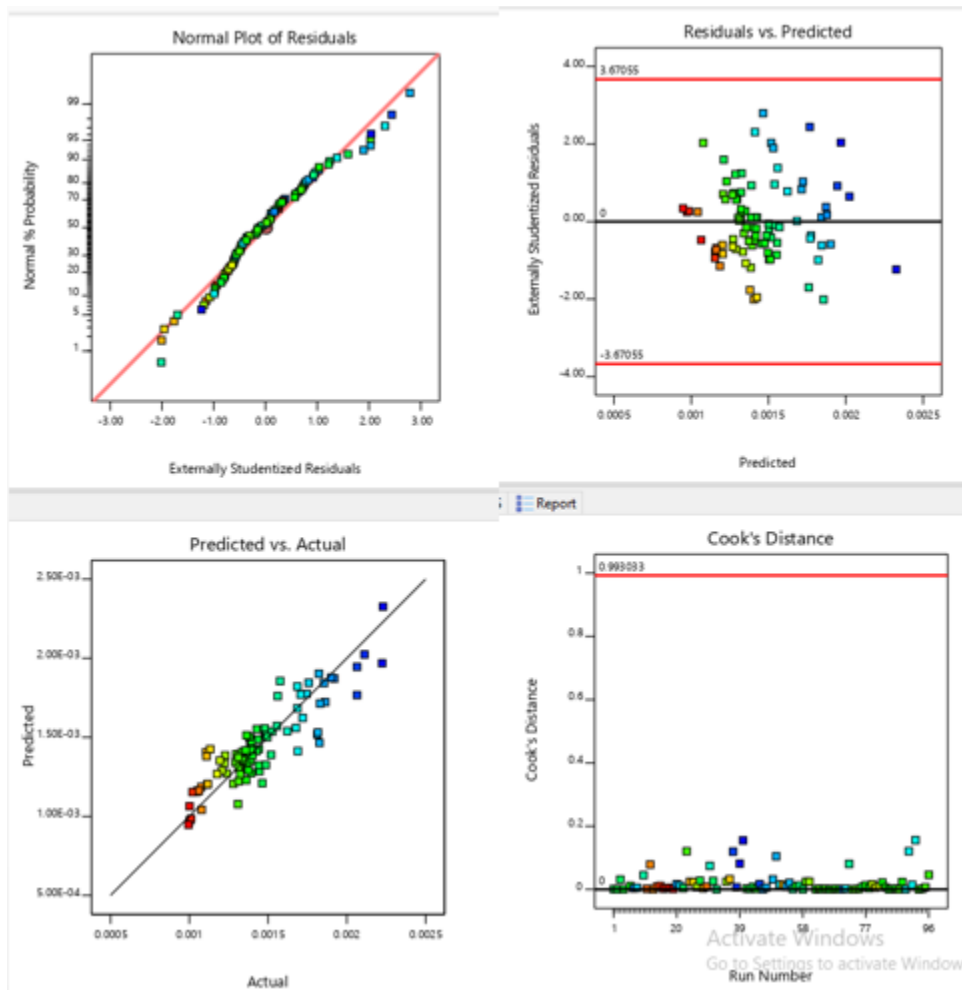 Normal Plot of Residuals
Normal % Probability
99
95
90
80
70
50
30
20
10
5
1
-3.00
-2.00
-1.00
0.00
1.00
2.00
3.00
Externally Studentized Residuals
Residuals vs. Predicted
Externally Studentized Residuals
4.00
3.67055
2.00
0.00
0
-2.00
-3.67055
-4.00
0.0005
0.001
0.0015
0.002
0.0025
Predicted
Report
Predicted vs. Actual
Predicted
2.50E-03
2.00E-03
1.50E-03
1.00E-03
5.00E-04
0.0005
0.001
0.0015
0.002
0.0025
Actual
Cook's Distance
Cook's Distance
1
0.993033
0.8
0.6
0.4
0.2
0
0
1
20
39
58
77
96
Run Number
Activate Windows
Go to Settings to activate Window